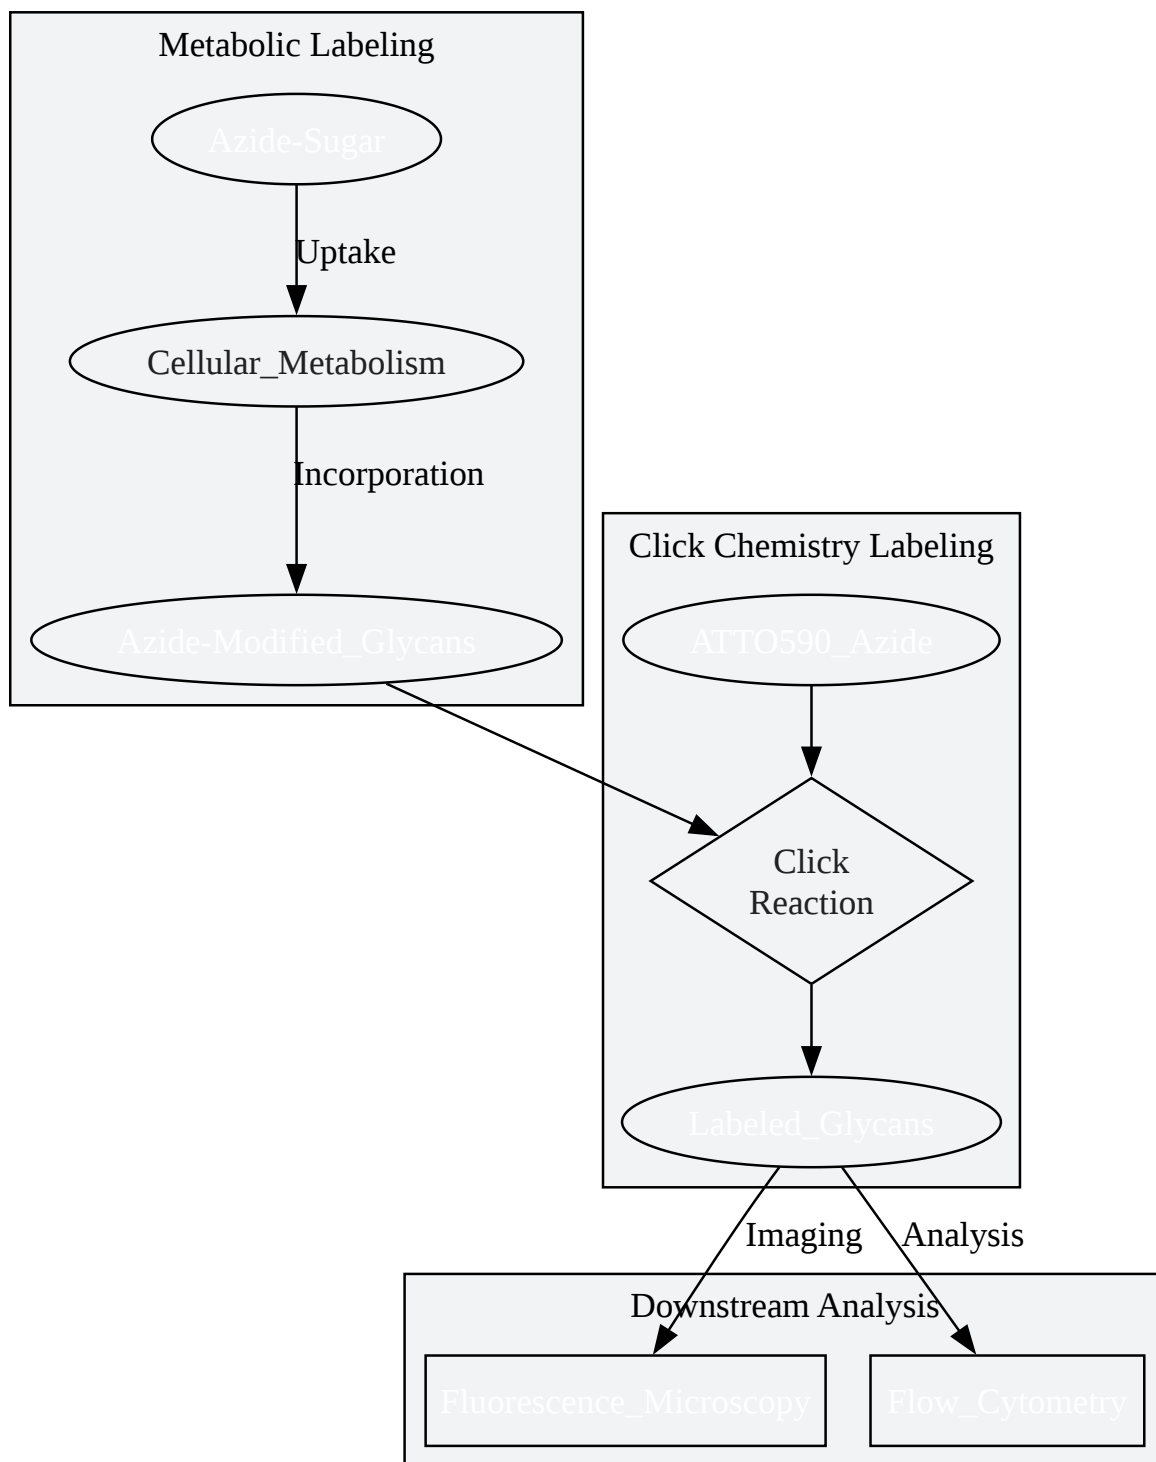 Metabolic Labeling
Azide-Sugar
Uptake
Cellular_Metabolism
Incorporation
Azide-Modified_Glycans
Click Chemistry Labeling
ATTO590_Azide
Click
Reaction
Labeled_Glycans
Imaging
Analysis
Downstream Analysis
Fluorescence_Microscopy
Flow_Cytometry